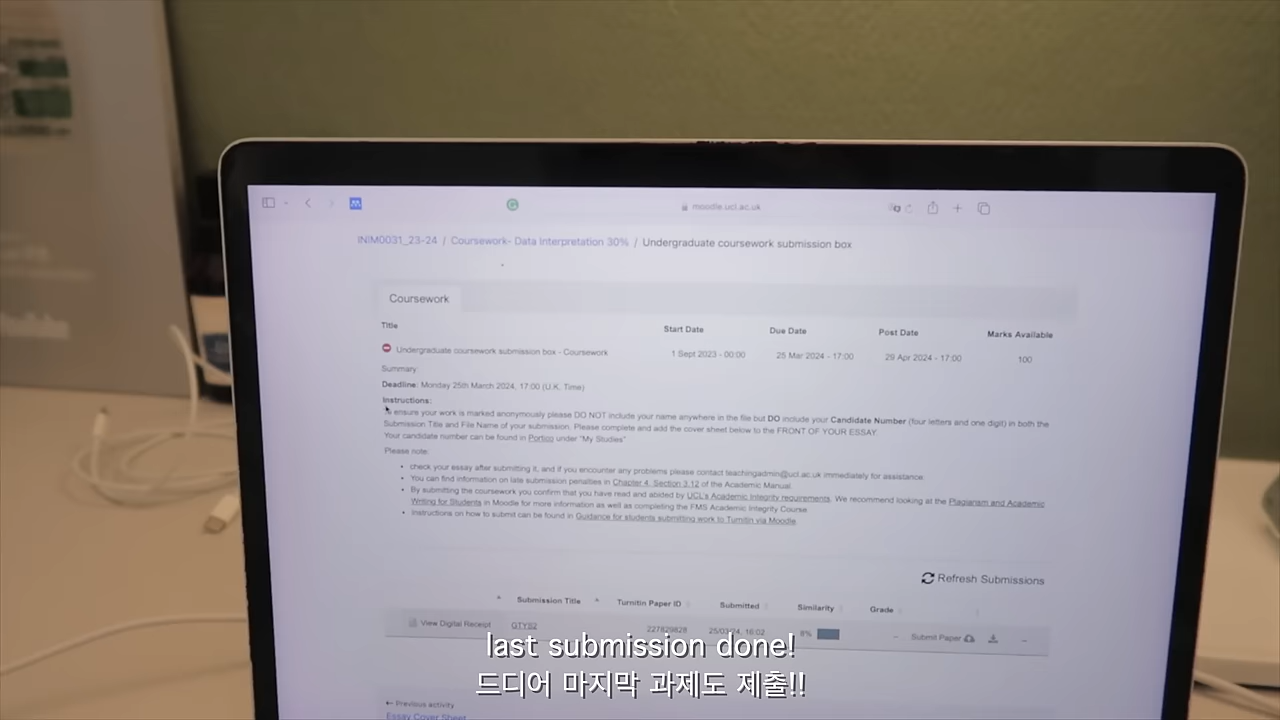 moodle.ucl.ac.uk
INIM0031_23-24 / Coursework- Data Interpretation 30% / Undergraduate coursework submission box
Coursework
Title Start Date Due Date Post Date Marks Available
Undergraduate coursework submission box - Coursework 1 Sept 2023 - 00:00 25 Mar 2024 - 17:00 29 Apr 2024 - 17:00 100
Summary:
Deadline: Monday 25th March 2024, 17:00 (U.K. Time)
Instructions:
ensure your work is marked anonymously please DO NOT include your name anywhere in the file but DO include your Candidate Number (four letters and one digit) in both the
Submission Title and File Name of your submission. Please complete and add the cover sheet below to the FRONT OF YOUR ESSAY.
Your candidate number can be found in Portico under "My Studies"
Please note:
check your essay after submitting it, and if you encounter any problems please contact teachingadmin@ucl.ac.uk immediately for assistance.
You can find information on late submission penalties in Chapter 4, Section 3.12 of the Academic Manual.
By submitting the coursework you confirm that you have read and abided by UCL's Academic Integrity requirements. We recommend looking at the Plagiarism and Academic
Writing for Students in Moodle for more information as well as completing the FMS Academic Integrity Course.
Instructions on how to submit can be found in Guidance for students submitting work to Turnitin via Moodle
Refresh Submissions
Submission Title Turnitin Paper ID Submitted Similarity Grade
View Digital Receipt QTYS2 227829828 25/03/24, 16:02 8% -- Submit Paper --
last submission done!
드디어 마지막 과제도 제출!!
Previous activity
Essay Cover Sheet